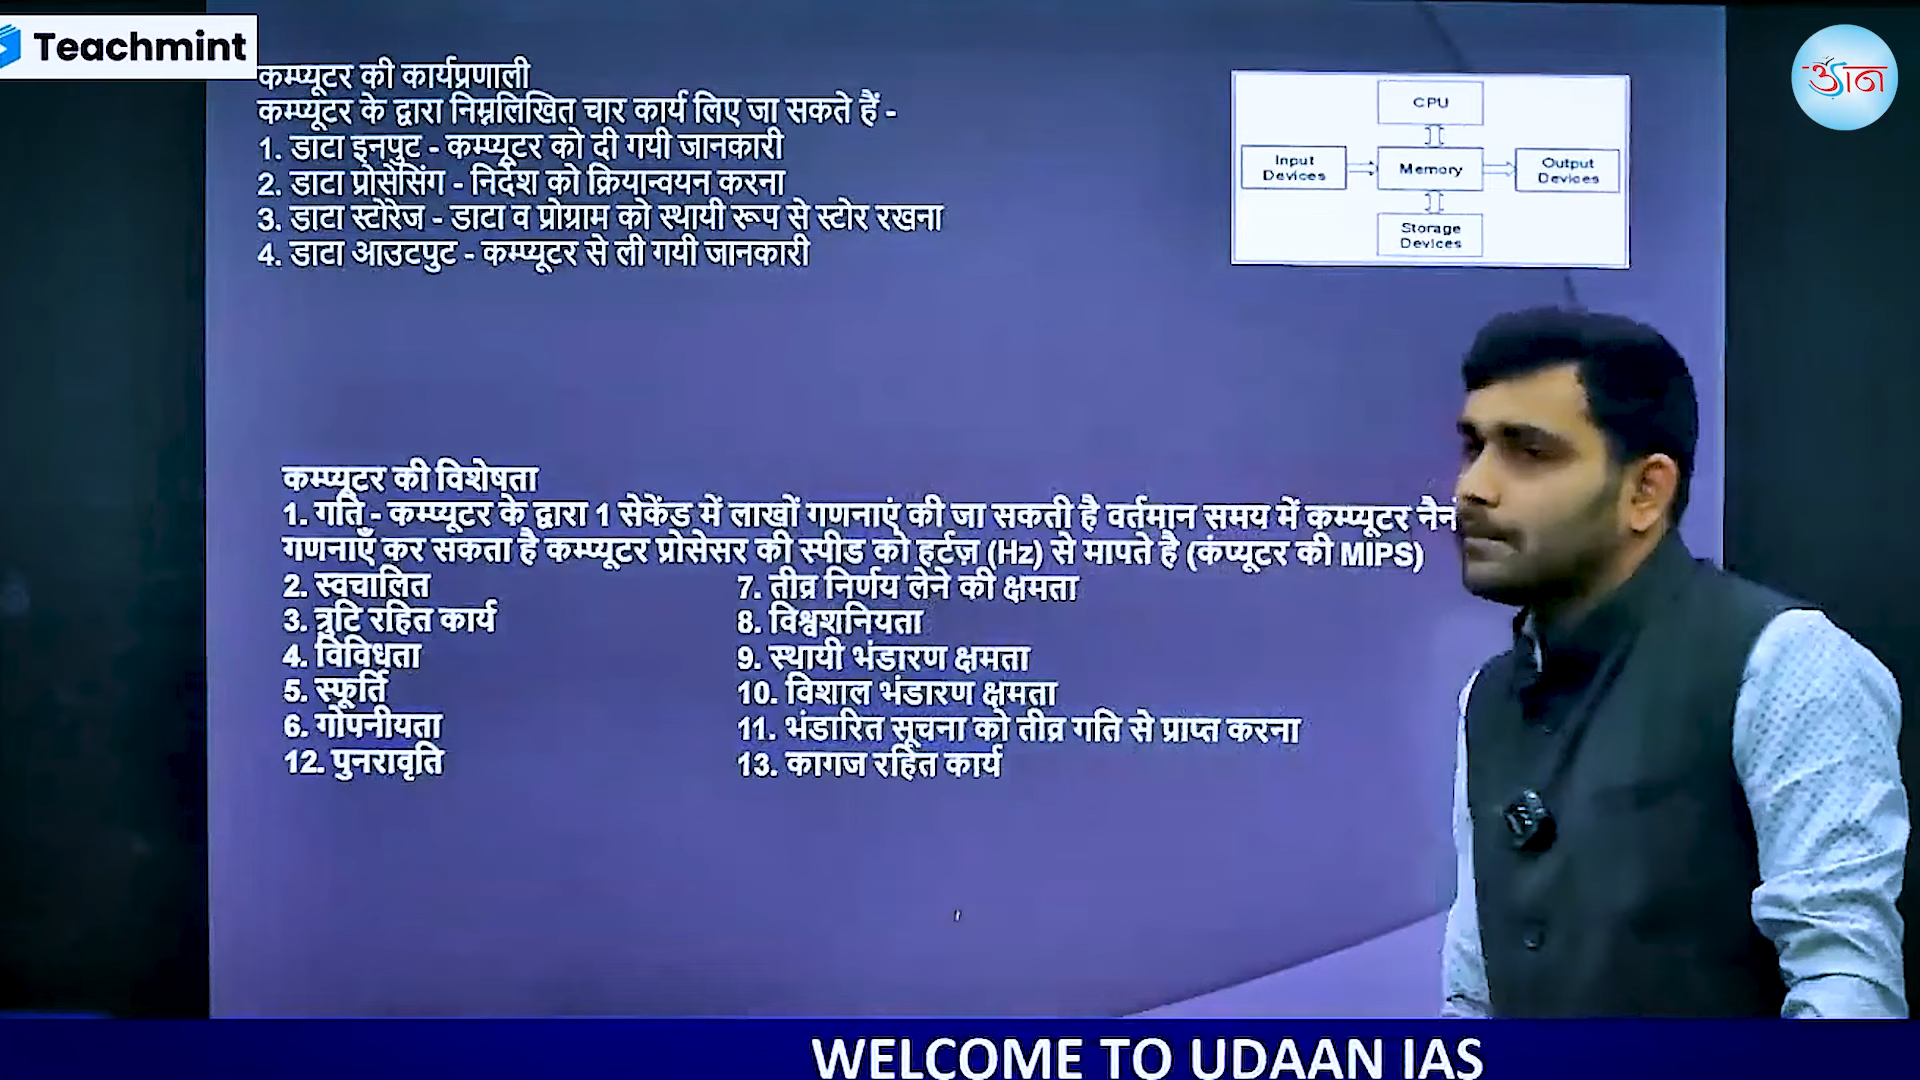 Teachmint
उड़ान
कम्प्यूटर की कार्यप्रणाली
कम्प्यूटर के द्वारा निम्नलिखित चार कार्य लिए जा सकते हैं -
1. डाटा इनपुट - कम्प्यूटर को दी गयी जानकारी
2. डाटा प्रोसेसिंग - निर्देश को क्रियान्वयन करना
3. डाटा स्टोरेज - डाटा व प्रोग्राम को स्थायी रूप से स्टोर रखना
4. डाटा आउटपुट - कम्प्यूटर से ली गयी जानकारी
CPU
Input Devices
Memory
Output Devices
Storage Devices
कम्प्यूटर की विशेषता
1. गति - कम्प्यूटर के द्वारा 1 सेकेंड में लाखों गणनाएं की जा सकती है वर्तमान समय में कम्प्यूटर
गणनाएँ कर सकता है कम्प्यूटर प्रोसेसर की स्पीड को हर्टज़ (Hz) से मापते है (कंप्यूटर की MIPS)
2. स्वचालित
3. त्रुटि रहित कार्य
4. विविधता
5. स्फूर्ति
6. गोपनीयता
12. पुनरावृति
7. तीव्र निर्णय लेने की क्षमता
8. विश्वशनियता
9. स्थायी भंडारण क्षमता
10. विशाल भंडारण क्षमता
11. भंडारित सूचना को तीव्र गति से प्राप्त करना
13. कागज रहित कार्य
WELCOME TO UDAAN IAS